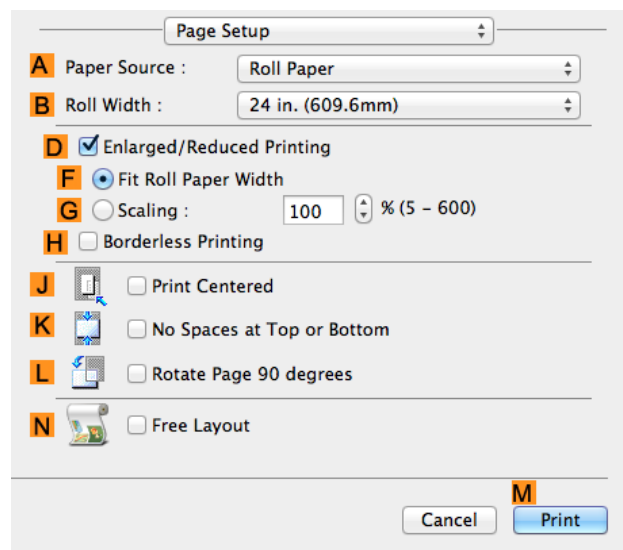 Page Setup
A Paper Source : Roll Paper
B Roll Width : 24 in. (609.6mm)
D Enlarged/Reduced Printing
F Fit Roll Paper Width
G Scaling : 100 % (5 - 600)
H Borderless Printing
J Print Centered
K No Spaces at Top or Bottom
L Rotate Page 90 degrees
N Free Layout
M
Cancel Print